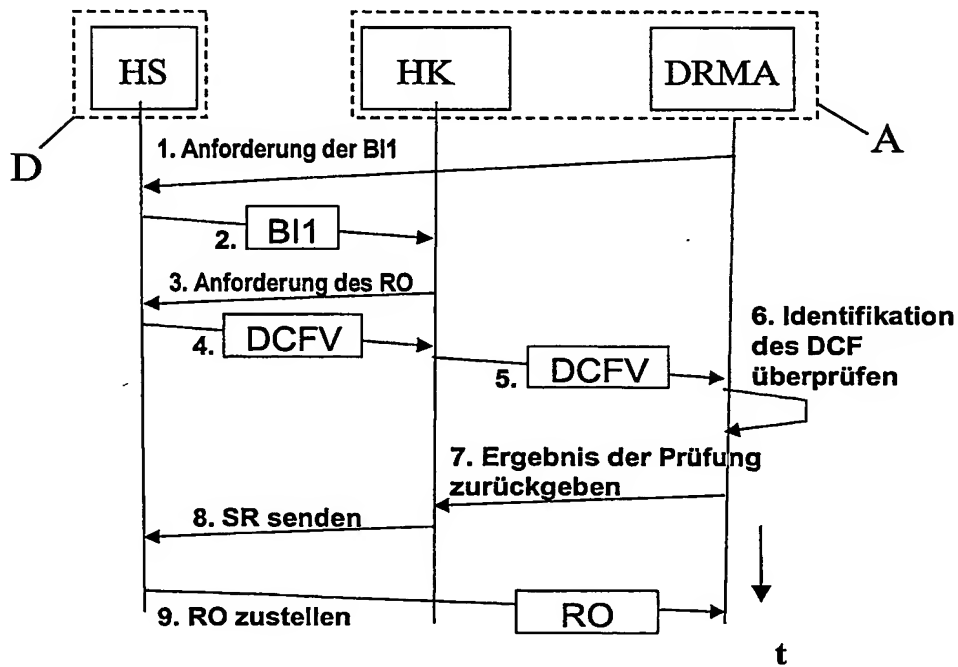 HS
HK
DRMA
D
A
1. Anforderung der BI1
2.
BI1
3. Anforderung des RO
4.
DCFV
5.
DCFV
6. Identifikation
des DCF
überprüfen
7. Ergebnis der Prüfung
zurückgeben
8. SR senden
9. RO zustellen
RO
t